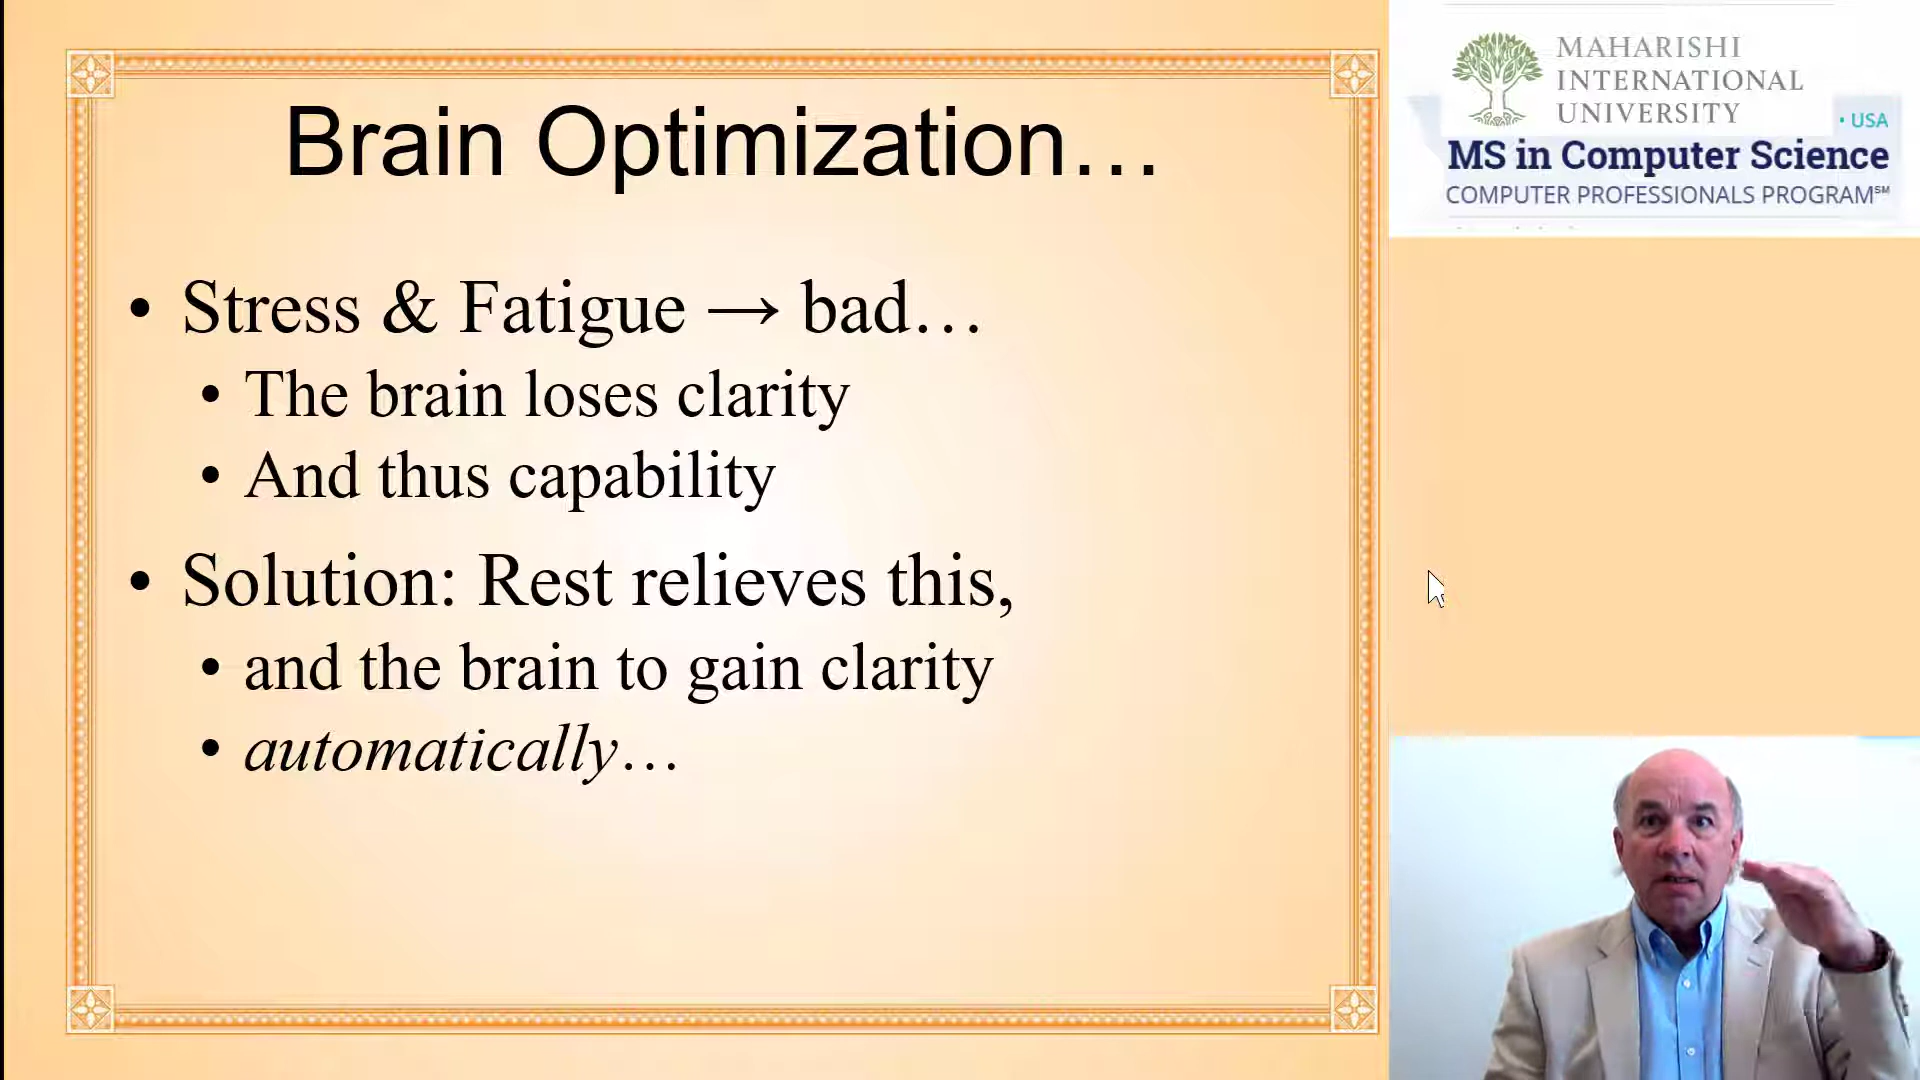 Brain Optimization…
• Stress & Fatigue → bad…
• The brain loses clarity
• And thus capability
• Solution: Rest relieves this,
• and the brain to gain clarity
• automatically…
MAHARISHI
INTERNATIONAL
UNIVERSITY
• USA
MS in Computer Science
COMPUTER PROFESSIONALS PROGRAM℠